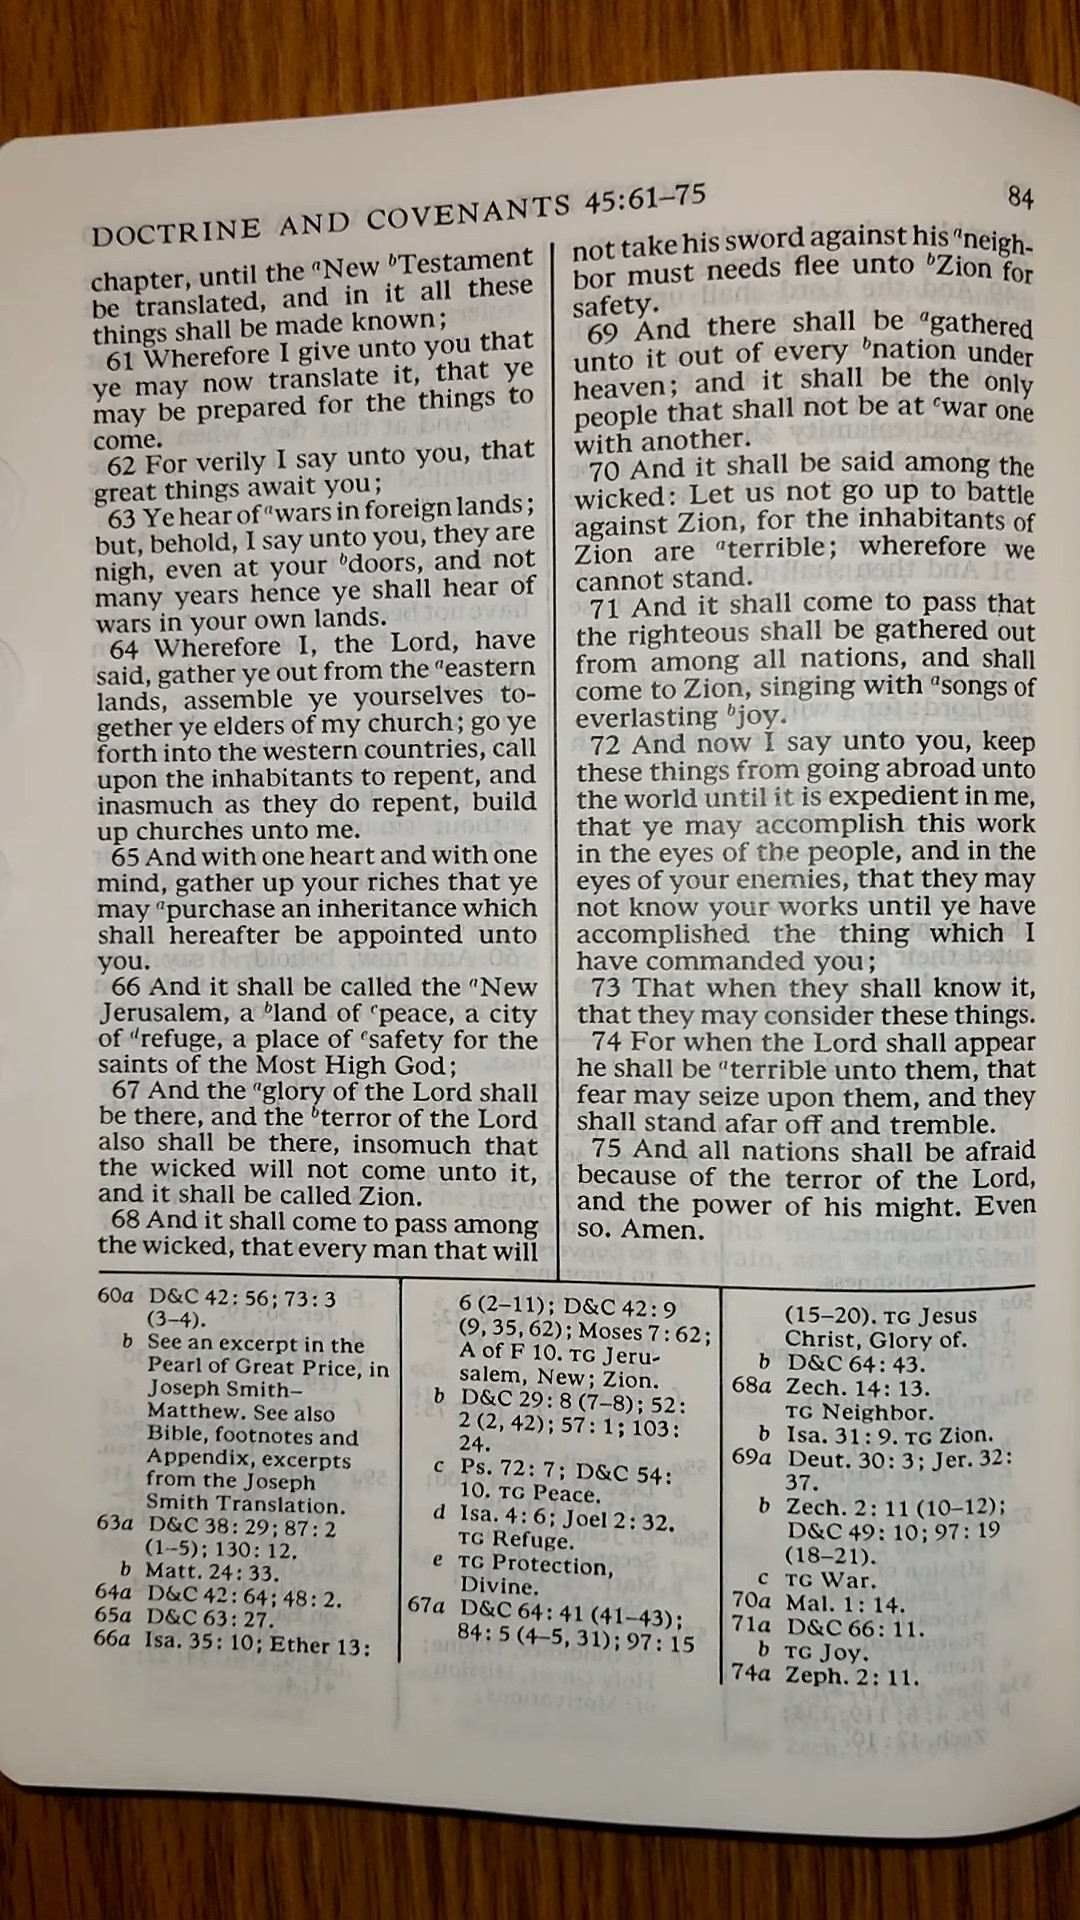 DOCTRINE AND COVENANTS 45:61–75
84
chapter, until the aNew bTestament
be translated, and in it all these
things shall be made known;
61 Wherefore I give unto you that
ye may now translate it, that ye
may be prepared for the things to
come.
62 For verily I say unto you, that
great things await you;
63 Ye hear of awars in foreign lands;
but, behold, I say unto you, they are
nigh, even at your bdoors, and not
many years hence ye shall hear of
wars in your own lands.
64 Wherefore I, the Lord, have
said, gather ye out from the aeastern
lands, assemble ye yourselves to-
gether ye elders of my church; go ye
forth into the western countries, call
upon the inhabitants to repent, and
inasmuch as they do repent, build
up churches unto me.
65 And with one heart and with one
mind, gather up your riches that ye
may apurchase an inheritance which
shall hereafter be appointed unto
you.
66 And it shall be called the aNew
Jerusalem, a bland of cpeace, a city
of drefuge, a place of esafety for the
saints of the Most High God;
67 And the aglory of the Lord shall
be there, and the bterror of the Lord
also shall be there, insomuch that
the wicked will not come unto it,
and it shall be called Zion.
68 And it shall come to pass among
the wicked, that every man that will
not take his sword against his aneigh-
bor must needs flee unto bZion for
safety.
69 And there shall be agathered
unto it out of every bnation under
heaven; and it shall be the only
people that shall not be at cwar one
with another.
70 And it shall be said among the
wicked: Let us not go up to battle
against Zion, for the inhabitants of
Zion are aterrible; wherefore we
cannot stand.
71 And it shall come to pass that
the righteous shall be gathered out
from among all nations, and shall
come to Zion, singing with asongs of
everlasting bjoy.
72 And now I say unto you, keep
these things from going abroad unto
the world until it is expedient in me,
that ye may accomplish this work
in the eyes of the people, and in the
eyes of your enemies, that they may
not know your works until ye have
accomplished the thing which I
have commanded you;
73 That when they shall know it,
that they may consider these things.
74 For when the Lord shall appear
he shall be aterrible unto them, that
fear may seize upon them, and they
shall stand afar off and tremble.
75 And all nations shall be afraid
because of the terror of the Lord,
and the power of his might. Even
so. Amen.
60a D&C 42: 56; 73: 3
(3–4).
b See an excerpt in the
Pearl of Great Price, in
Joseph Smith–
Matthew. See also
Bible, footnotes and
Appendix, excerpts
from the Joseph
Smith Translation.
63a D&C 38: 29; 87: 2
(1–5); 130: 12.
b Matt. 24: 33.
64a D&C 42: 64; 48: 2.
65a D&C 63: 27.
66a Isa. 35: 10; Ether 13:
6 (2–11); D&C 42: 9
(9, 35, 62); Moses 7: 62;
A of F 10. TG Jeru-
salem, New; Zion.
b D&C 29: 8 (7–8); 52:
2 (2, 42); 57: 1; 103:
24.
c Ps. 72: 7; D&C 54:
10. TG Peace.
d Isa. 4: 6; Joel 2: 32.
TG Refuge.
e TG Protection,
Divine.
67a D&C 64: 41 (41–43);
84: 5 (4–5, 31); 97: 15
(15–20). TG Jesus
Christ, Glory of.
b D&C 64: 43.
68a Zech. 14: 13.
TG Neighbor.
b Isa. 31: 9. TG Zion.
69a Deut. 30: 3; Jer. 32:
37.
b Zech. 2: 11 (10–12);
D&C 49: 10; 97: 19
(18–21).
c TG War.
70a Mal. 1: 14.
71a D&C 66: 11.
b TG Joy.
74a Zeph. 2: 11.